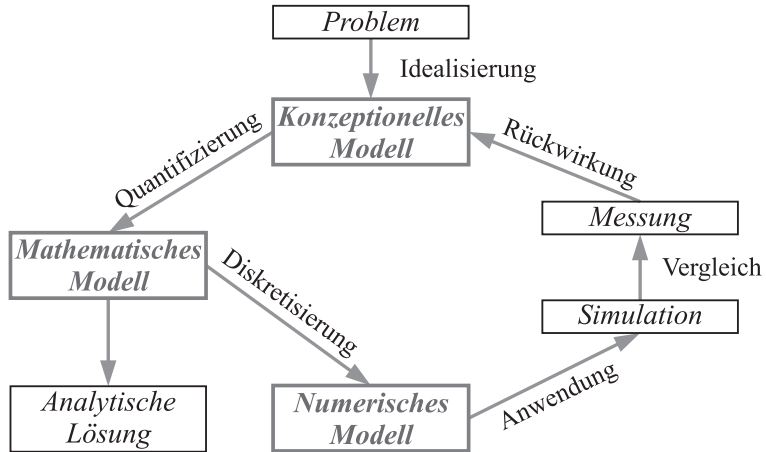 Problem
Idealisierung
Konzeptionelles
Modell
Quantifizierung
Rückwirkung
Mathematisches
Modell
Messung
Diskretisierung
Vergleich
Simulation
Analytische
Lösung
Numerisches
Modell
Anwendung